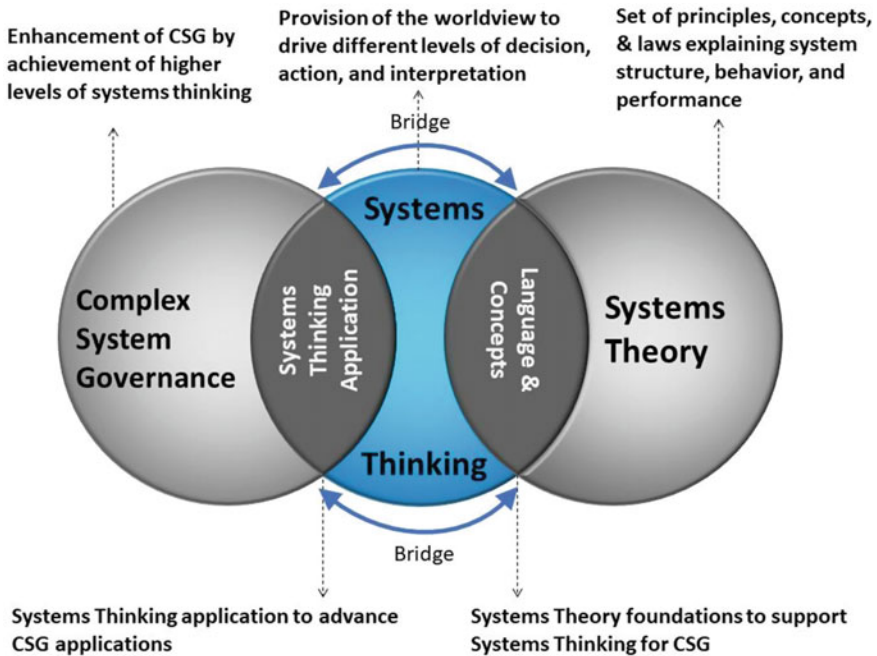 Enhancement of CSG by
achievement of higher
levels of systems thinking
Provision of the worldview to
drive different levels of decision,
action, and interpretation
Set of principles, concepts,
& laws explaining system
structure, behavior, and
performance
Bridge
Complex
System
Governance
Systems
Thinking
Application
Systems
Thinking
Language &
Concepts
Systems
Theory
Bridge
Systems Thinking application to advance
CSG applications
Systems Theory foundations to support
Systems Thinking for CSG